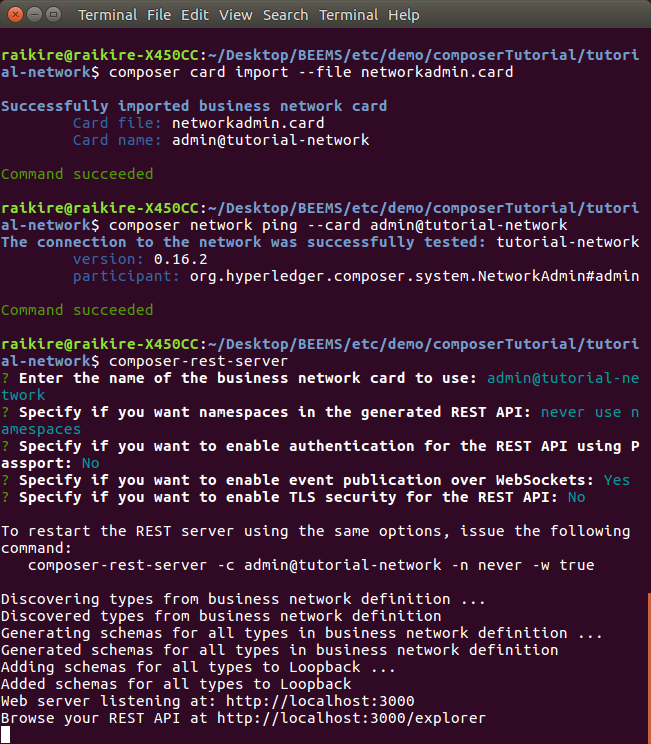 Terminal File Edit View Search Terminal Help
raikire@raikire-X450CC:~/Desktop/BEEMS/etc/demo/composerTutorial/tutori
al-network$ composer card import --file networkadmin.card
Successfully imported business network card
Card file: networkadmin.card
Card name: admin@tutorial-network
Command succeeded
raikire@raikire-X450CC:~/Desktop/BEEMS/etc/demo/composerTutorial/tutori
al-network$ composer network ping --card admin@tutorial-network
The connection to the network was successfully tested: tutorial-network
version: 0.16.2
participant: org.hyperledger.composer.system.NetworkAdmin#admin
Command succeeded
raikire@raikire-X450CC:~/Desktop/BEEMS/etc/demo/composerTutorial/tutori
al-network$ composer-rest-server
? Enter the name of the business network card to use: admin@tutorial-ne
twork
? Specify if you want namespaces in the generated REST API: never use n
amespaces
? Specify if you want to enable authentication for the REST API using P
assport: No
? Specify if you want to enable event publication over WebSockets: Yes
? Specify if you want to enable TLS security for the REST API: No
To restart the REST server using the same options, issue the following
command:
composer-rest-server -c admin@tutorial-network -n never -w true
Discovering types from business network definition ...
Discovered types from business network definition
Generating schemas for all types in business network definition ...
Generated schemas for all types in business network definition
Adding schemas for all types to Loopback ...
Added schemas for all types to Loopback
Web server listening at: http://localhost:3000
Browse your REST API at http://localhost:3000/explorer